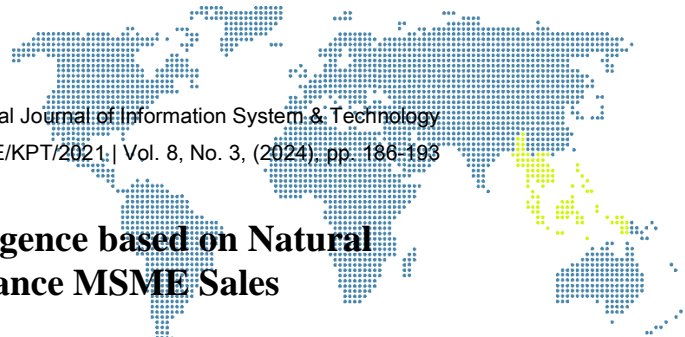 al Journal of Information System & Technology
E/KPT/2021 | Vol. 8, No. 3, (2024), pp. 186-193
gence based on Natural
ance MSME Sales